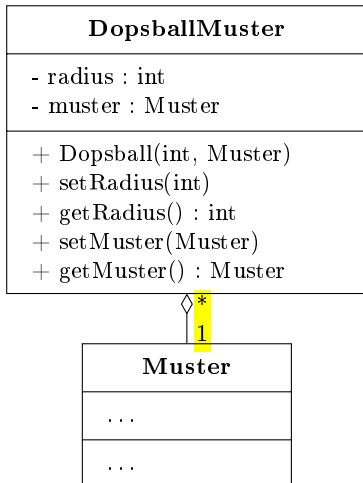 DopsballMuster
- radius : int
- muster : Muster
+ Dopsball(int, Muster)
+ setRadius(int)
+ getRadius() : int
+ setMuster(Muster)
+ getMuster() : Muster
*
1
Muster
...
...